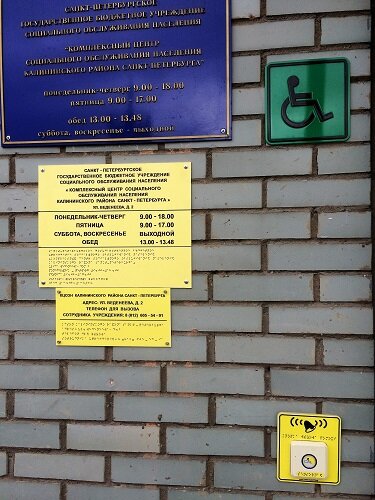 САНКТ-ПЕТЕРБУРГСКОЕ
ГОСУДАРСТВЕННОЕ БЮДЖЕТНОЕ УЧРЕЖДЕНИЕ
СОЦИАЛЬНОГО ОБСЛУЖИВАНИЯ НАСЕЛЕНИЯ
"КОМПЛЕКСНЫЙ ЦЕНТР
СОЦИАЛЬНОГО ОБСЛУЖИВАНИЯ НАСЕЛЕНИЯ
КАЛИНИНСКОГО РАЙОНА САНКТ-ПЕТЕРБУРГА"
понедельник-четверг 9.00 - 18.00
пятница 9.00 - 17.00
обед 13.00 - 13.48
суббота, воскресенье - выходной
САНКТ - ПЕТЕРБУРГСКОЕ
ГОСУДАРСТВЕННОЕ БЮДЖЕТНОЕ УЧРЕЖДЕНИЕ
СОЦИАЛЬНОГО ОБСЛУЖИВАНИЯ НАСЕЛЕНИЯ
« КОМПЛЕКСНЫЙ ЦЕНТР СОЦИАЛЬНОГО
ОБСЛУЖИВАНИЯ НАСЕЛЕНИЯ
КАЛИНИНСКОГО РАЙОНА САНКТ - ПЕТЕРБУРГА »
УЛ. ВЕДЕНЕЕВА, Д. 2
ПОНЕДЕЛЬНИК-ЧЕТВЕРГ 9.00 - 18.00
ПЯТНИЦА 9.00 - 17.00
СУББОТА, ВОСКРЕСЕНЬЕ ВЫХОДНОЙ
ОБЕД 13.00 - 13.48
КЦСОН КАЛИНИНСКОГО РАЙОНА САНКТ - ПЕТЕРБУРГА
АДРЕС: УЛ. ВЕДЕНЕЕВА, Д. 2
ТЕЛЕФОН ДЛЯ ВЫЗОВА
СОТРУДНИКА УЧРЕЖДЕНИЯ: 8 (812)